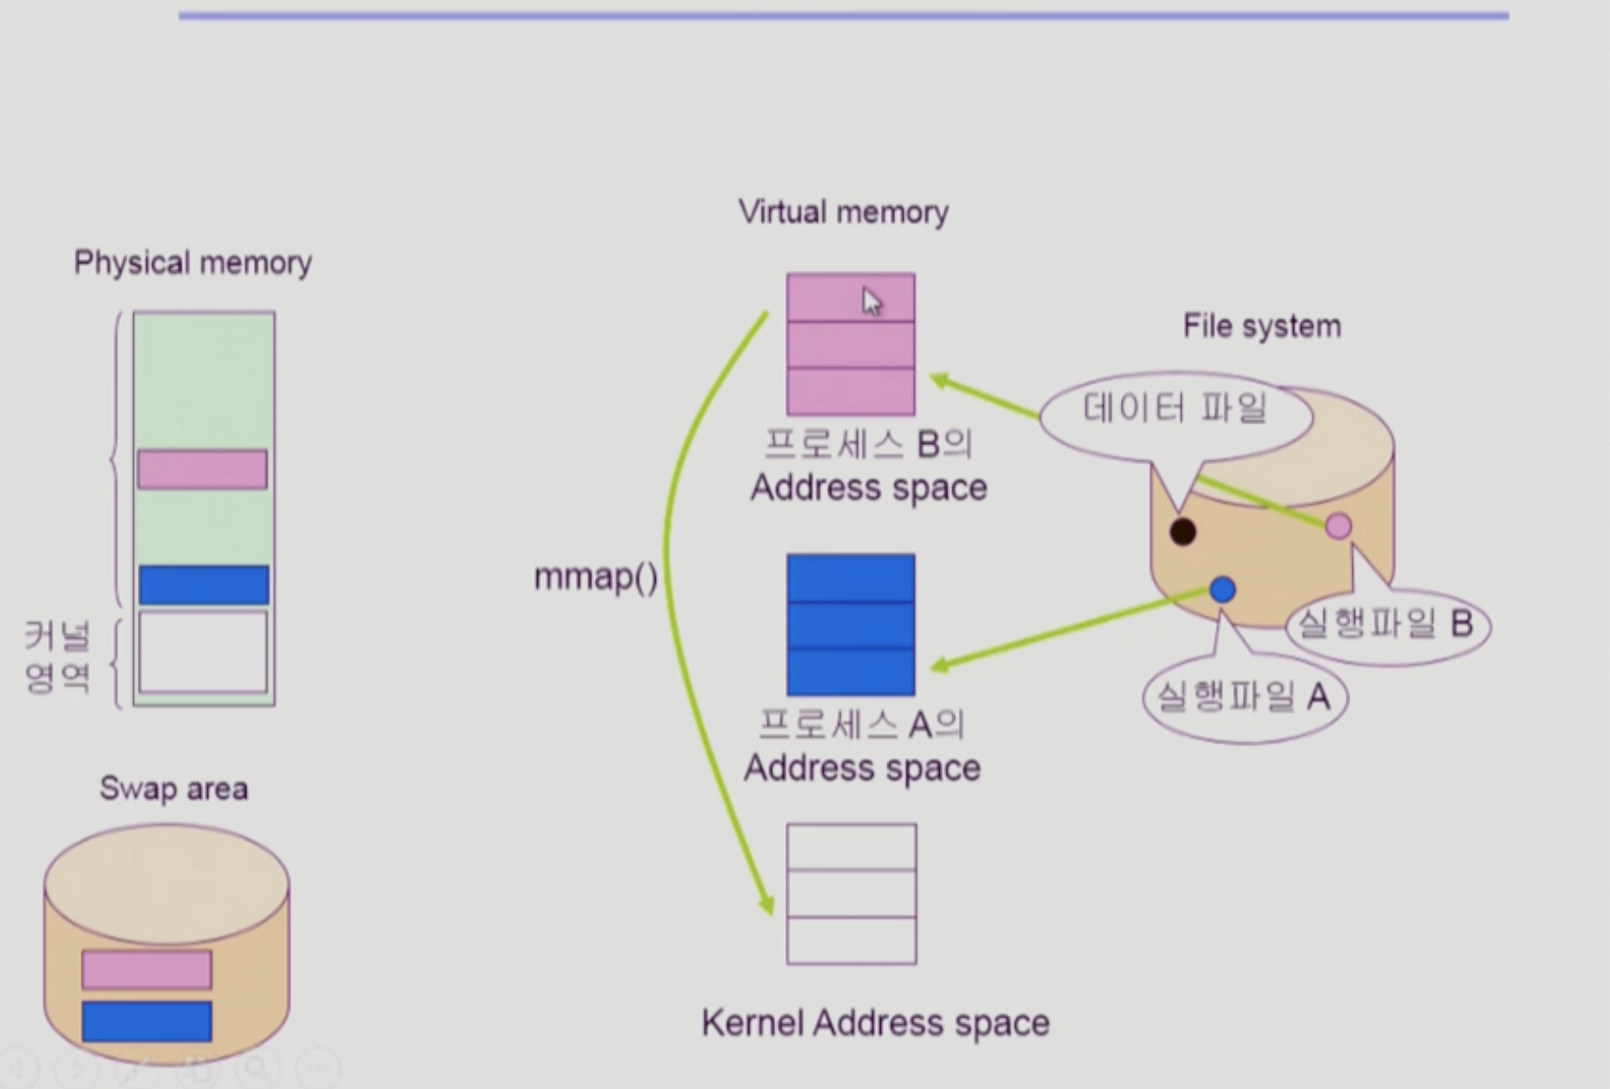 Virtual memory
Physical memory
File system
데이터 파일
프로세스 B의
Address space
mmap()
커널
영역
실행파일 B
실행파일 A
프로세스 A의
Address space
Swap area
Kernel Address space